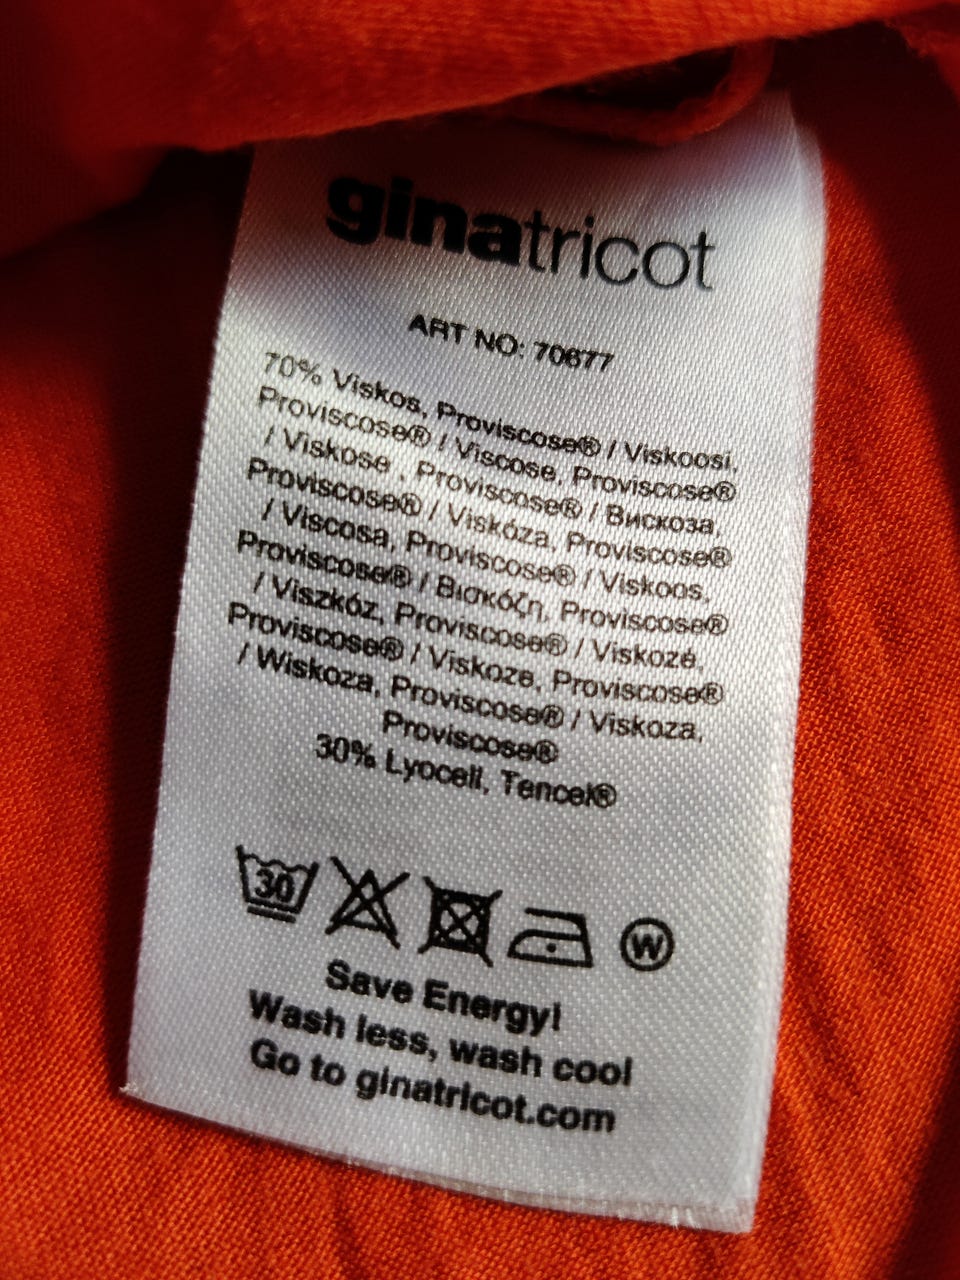 ginatricot
ART NO: 70677
70% Viskos, Proviscose® / Viskoosi,
Proviscose® / Viscose, Proviscose®
/ Viskose , Proviscose® / Вискоза,
Proviscose® / Viskóza, Proviscose®
/ Viscosa, Proviscose® / Viskoos,
Proviscose® / Βισκόζη, Proviscose®
/ Viszkóz, Proviscose® / Viskozė,
Proviscose® / Viskoze, Proviscose®
/ Wiskoza, Proviscose® / Viskoza,
Proviscose®
30% Lyocell, Tencel®
30 W
Save Energy!
Wash less, wash cool
Go to ginatricot.com